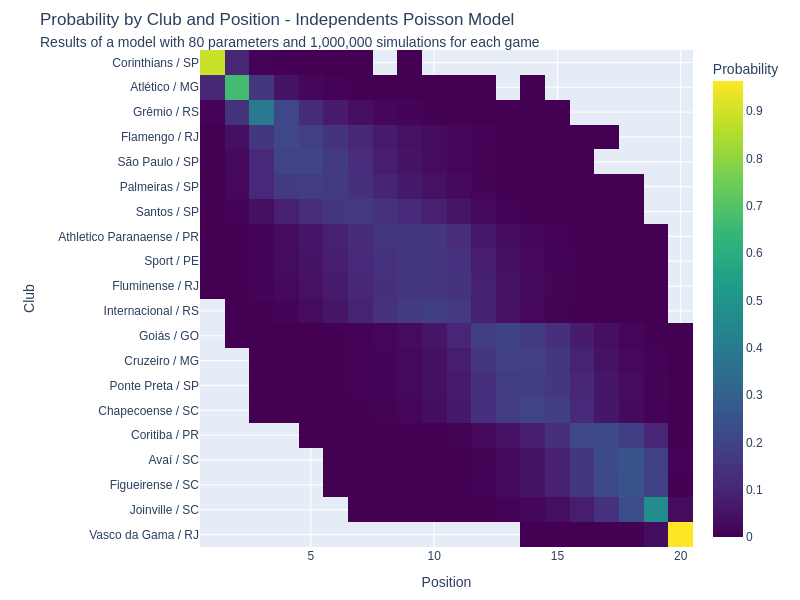 Probability by Club and Position - Independents Poisson Model
Results of a model with 80 parameters and 1,000,000 simulations for each game
Probability
Club
Corinthians / SP
Atlético / MG
Grêmio / RS
Flamengo / RJ
São Paulo / SP
Palmeiras / SP
Santos / SP
Athletico Paranaense / PR
Sport / PE
Fluminense / RJ
Internacional / RS
Goiás / GO
Cruzeiro / MG
Ponte Preta / SP
Chapecoense / SC
Coritiba / PR
Avaí / SC
Figueirense / SC
Joinville / SC
Vasco da Gama / RJ
0.9
0.8
0.7
0.6
0.5
0.4
0.3
0.2
0.1
0
5 10 15 20
Position